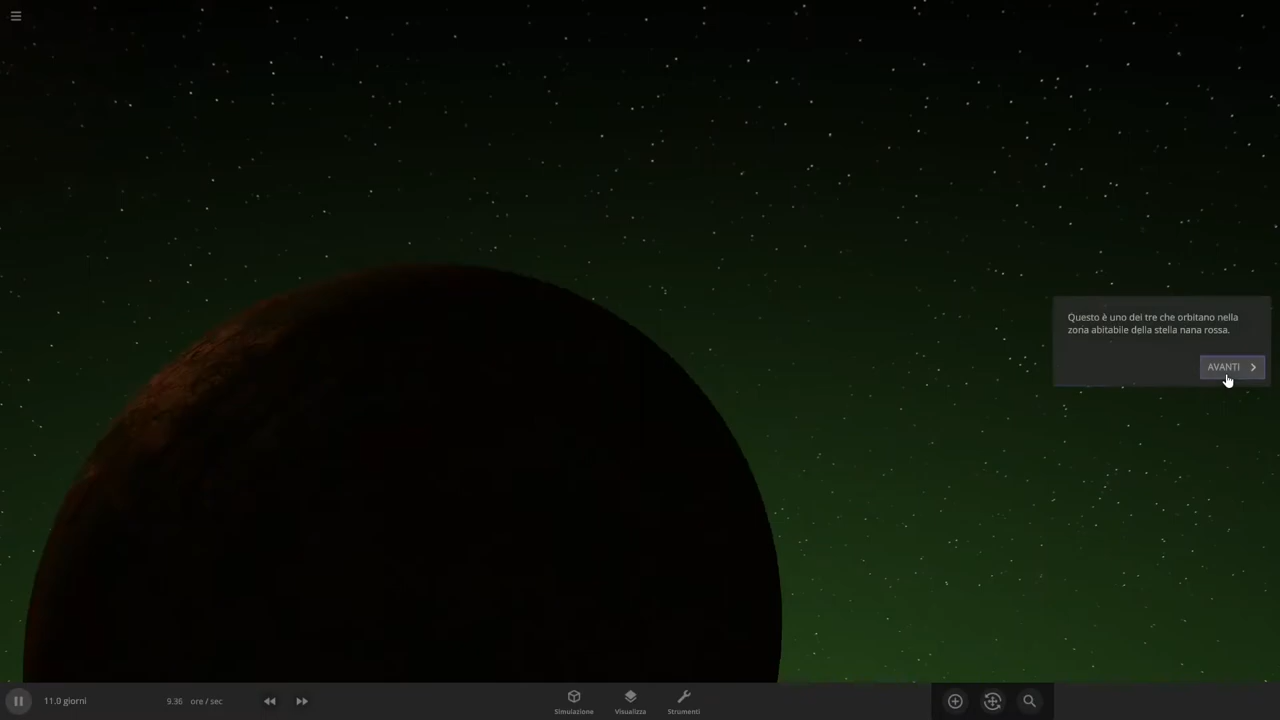 Questo è uno dei tre che orbitano nella
zona abitabile della stella nana rossa.
AVANTI
11.0 giorni
9.36 ore / sec
Simulazione
Visualizza
Strumenti